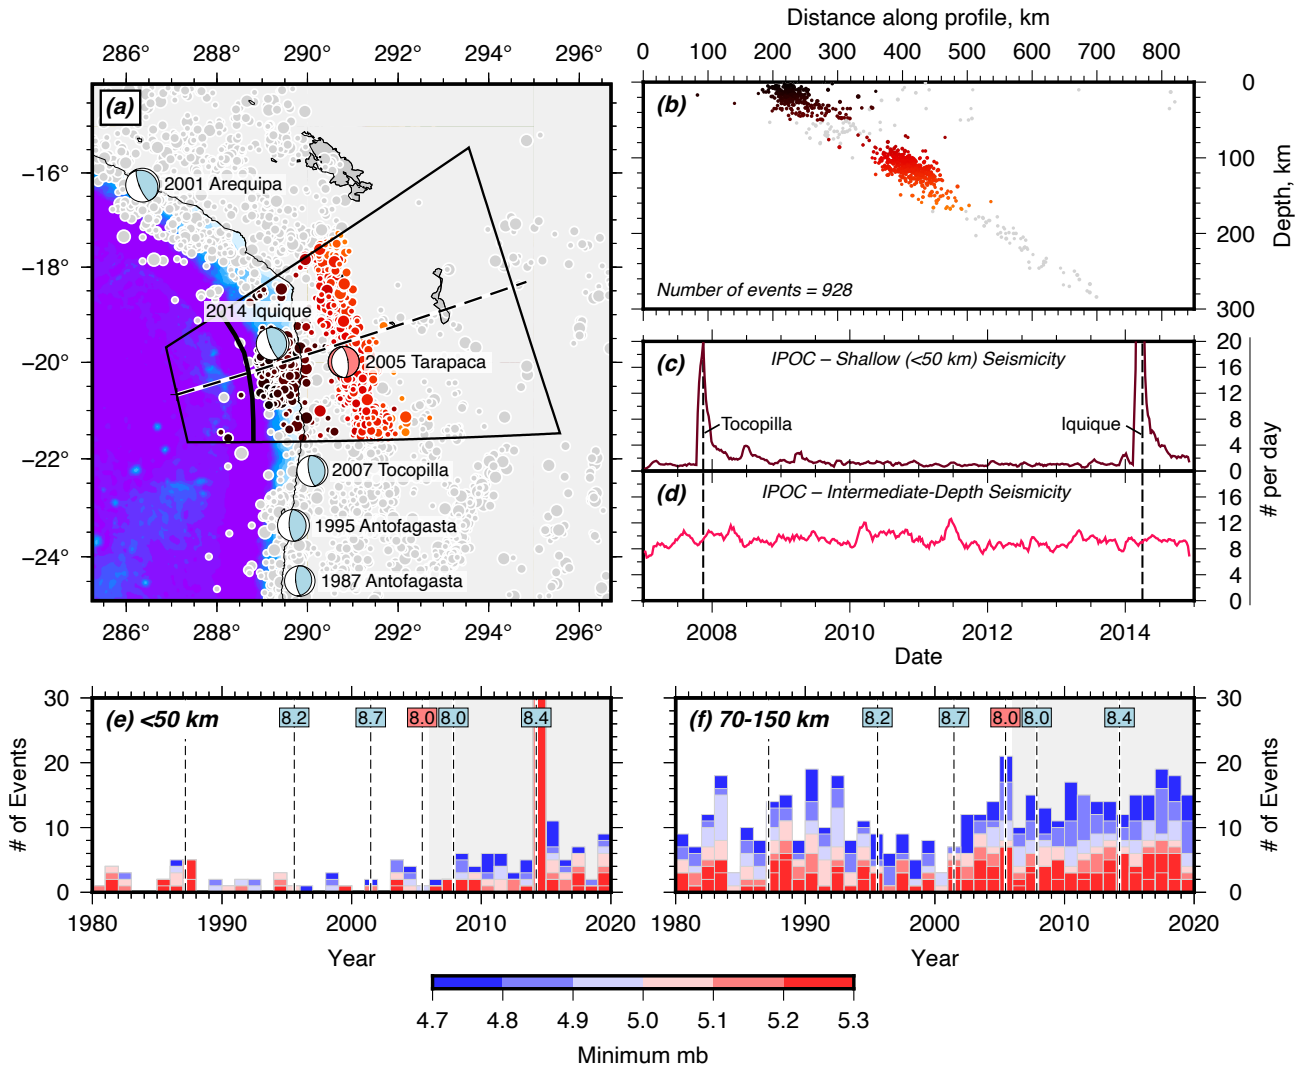 Distance along profile, km
286° 288° 290° 292° 294° 296°
0 100 200 300 400 500 600 700 800
(a)
(b)
0
100
200
300
Depth, km
Number of events = 928
−16°
−18°
−20°
−22°
−24°
2001 Arequipa
2014 Iquique
2005 Tarapaca
2007 Tocopilla
1995 Antofagasta
1987 Antofagasta
286° 288° 290° 292° 294° 296°
(c)
IPOC – Shallow (<50 km) Seismicity
Tocopilla
Iquique
20
16
12
8
4
0
(d)
IPOC – Intermediate-Depth Seismicity
16
12
8
4
0
# per day
2008 2010 2012 2014
Date
(e) <50 km
8.2 8.7 8.0 8.0 8.4
30
20
10
0
# of Events
1980 1990 2000 2010 2020
Year
(f) 70-150 km
8.2 8.7 8.0 8.0 8.4
30
20
10
0
# of Events
1980 1990 2000 2010 2020
Year
4.7 4.8 4.9 5.0 5.1 5.2 5.3
Minimum mb